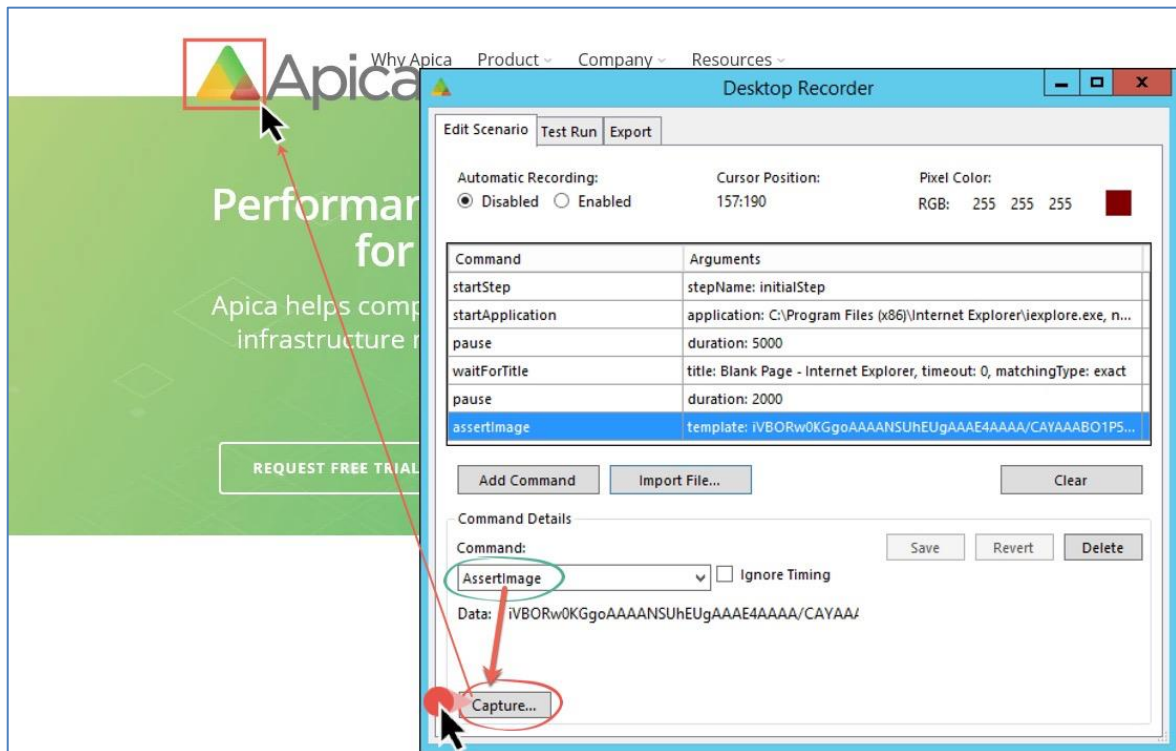 Apica
Why Apica Product Company Resources
Desktop Recorder
Edit Scenario Test Run Export
Automatic Recording: Cursor Position: Pixel Color:
Disabled Enabled 157:190 RGB: 255 255 255
Performan
for
Command Arguments
startStep stepName: initialStep
startApplication application: C:\Program Files (x86)\Internet Explorer\iexplore.exe, n...
pause duration: 5000
waitForTitle title: Blank Page - Internet Explorer, timeout: 0, matchingType: exact
pause duration: 2000
assertImage template: iVBORw0KGgoAAAANSUhEUgAAAE4AAAA/CAYAAABO1P5...
Apica helps comp
infrastructure
REQUEST FREE TRIAL
Add Command Import File... Clear
Command Details
Command: Save Revert Delete
AssertImage Ignore Timing
Data: iVBORw0KGgoAAAANSUhEUgAAAE4AAAA/CAYAAA
Capture...